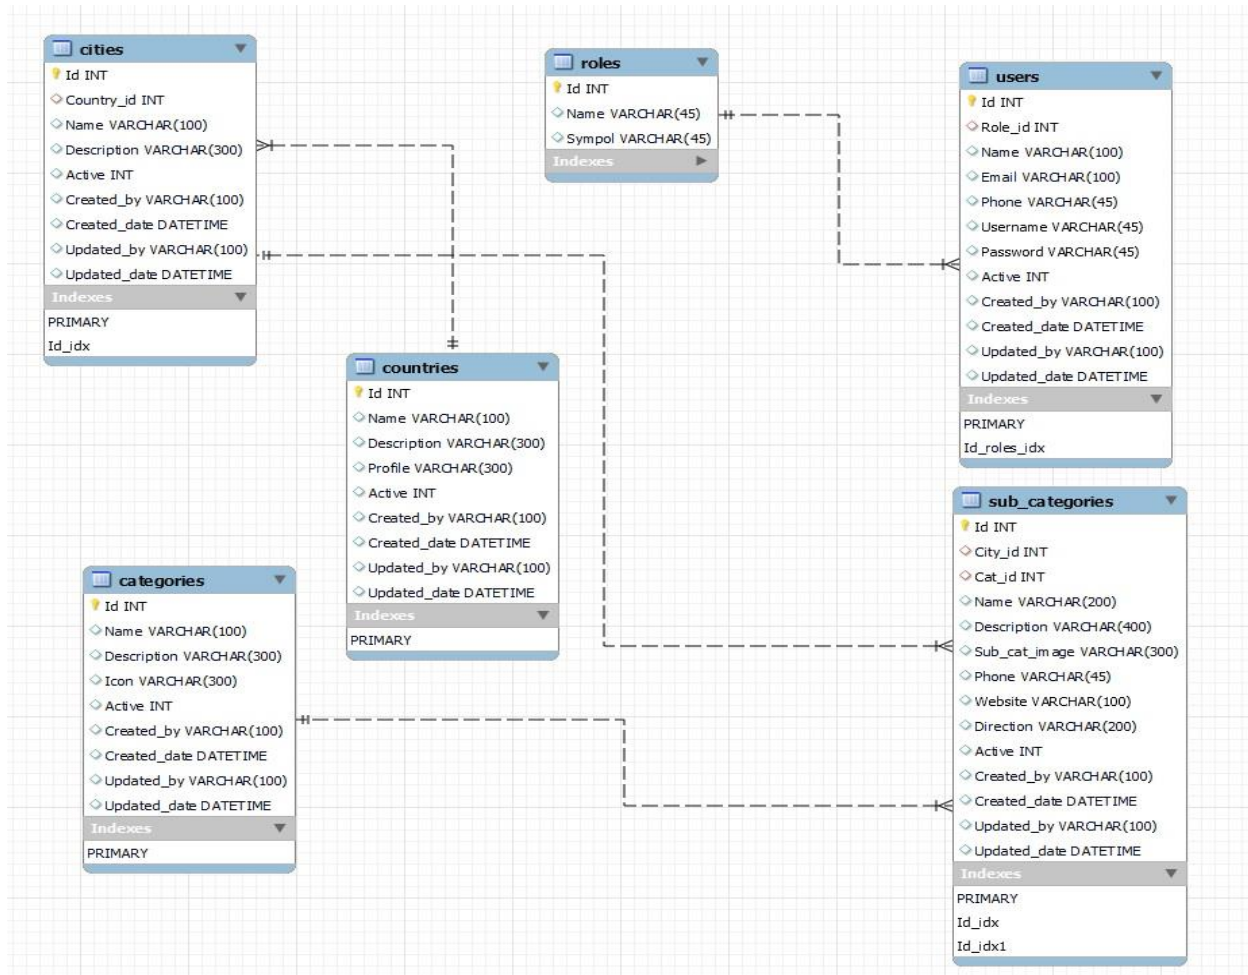 cities
Id INT
Country_id INT
Name VARCHAR(100)
Description VARCHAR(300)
Active INT
Created_by VARCHAR(100)
Created_date DATETIME
Updated_by VARCHAR(100)
Updated_date DATETIME
Indexes
PRIMARY
Id_idx
roles
Id INT
Name VARCHAR(45)
Sympol VARCHAR(45)
Indexes
users
Id INT
Role_id INT
Name VARCHAR(100)
Email VARCHAR(100)
Phone VARCHAR(45)
Username VARCHAR(45)
Password VARCHAR(45)
Active INT
Created_by VARCHAR(100)
Created_date DATETIME
Updated_by VARCHAR(100)
Updated_date DATETIME
Indexes
PRIMARY
Id_roles_idx
countries
Id INT
Name VARCHAR(100)
Description VARCHAR(300)
Profile VARCHAR(300)
Active INT
Created_by VARCHAR(100)
Created_date DATETIME
Updated_by VARCHAR(100)
Updated_date DATETIME
Indexes
PRIMARY
categories
Id INT
Name VARCHAR(100)
Description VARCHAR(300)
Icon VARCHAR(300)
Active INT
Created_by VARCHAR(100)
Created_date DATETIME
Updated_by VARCHAR(100)
Updated_date DATETIME
Indexes
PRIMARY
sub_categories
Id INT
City_id INT
Cat_id INT
Name VARCHAR(200)
Description VARCHAR(400)
Sub_cat_image VARCHAR(300)
Phone VARCHAR(45)
Website VARCHAR(100)
Direction VARCHAR(200)
Active INT
Created_by VARCHAR(100)
Created_date DATETIME
Updated_by VARCHAR(100)
Updated_date DATETIME
Indexes
PRIMARY
Id_idx
Id_idx1